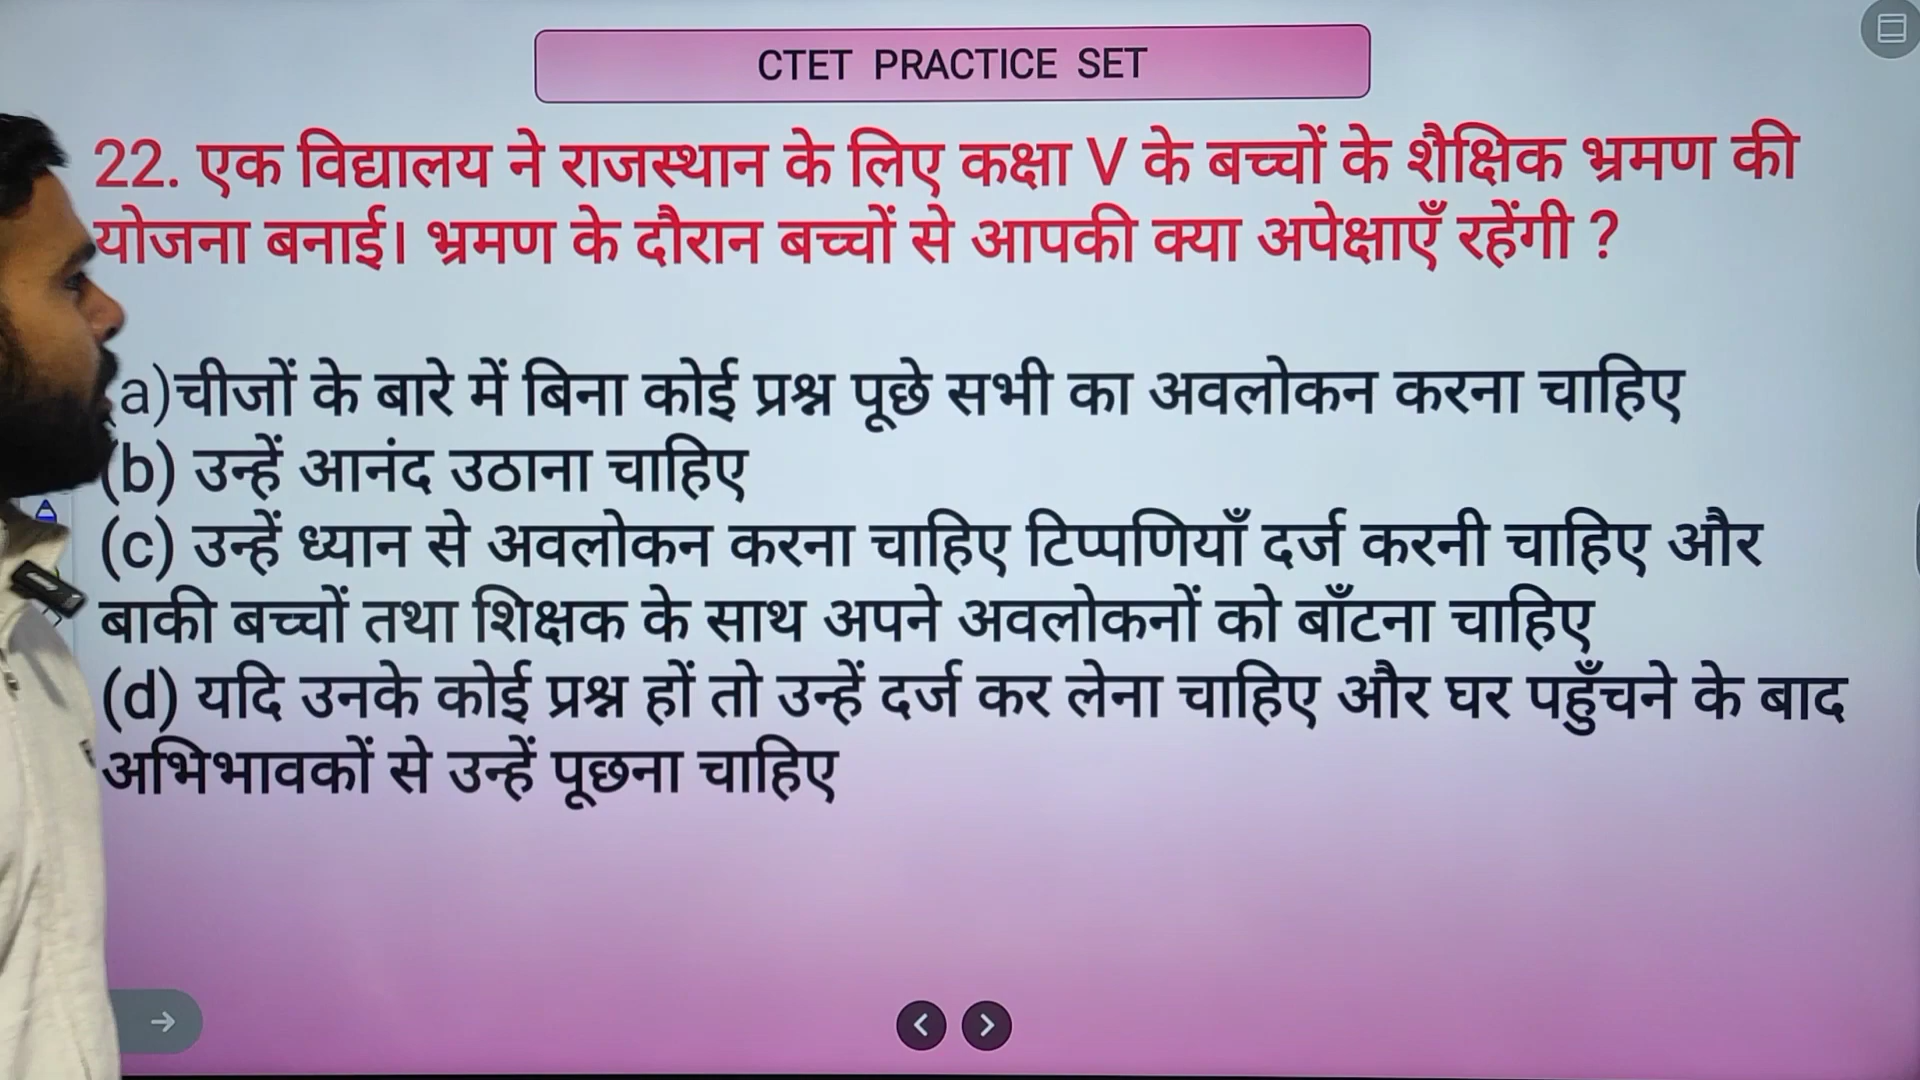 CTET PRACTICE SET
22. एक विद्यालय ने राजस्थान के लिए कक्षा V के बच्चों के शैक्षिक भ्रमण की
योजना बनाई। भ्रमण के दौरान बच्चों से आपकी क्या अपेक्षाएँ रहेंगी ?
a)चीजों के बारे में बिना कोई प्रश्न पूछे सभी का अवलोकन करना चाहिए
(b) उन्हें आनंद उठाना चाहिए
(c) उन्हें ध्यान से अवलोकन करना चाहिए टिप्पणियाँ दर्ज करनी चाहिए और
बाकी बच्चों तथा शिक्षक के साथ अपने अवलोकनों को बाँटना चाहिए
(d) यदि उनके कोई प्रश्न हों तो उन्हें दर्ज कर लेना चाहिए और घर पहुँचने के बाद
अभिभावकों से उन्हें पूछना चाहिए